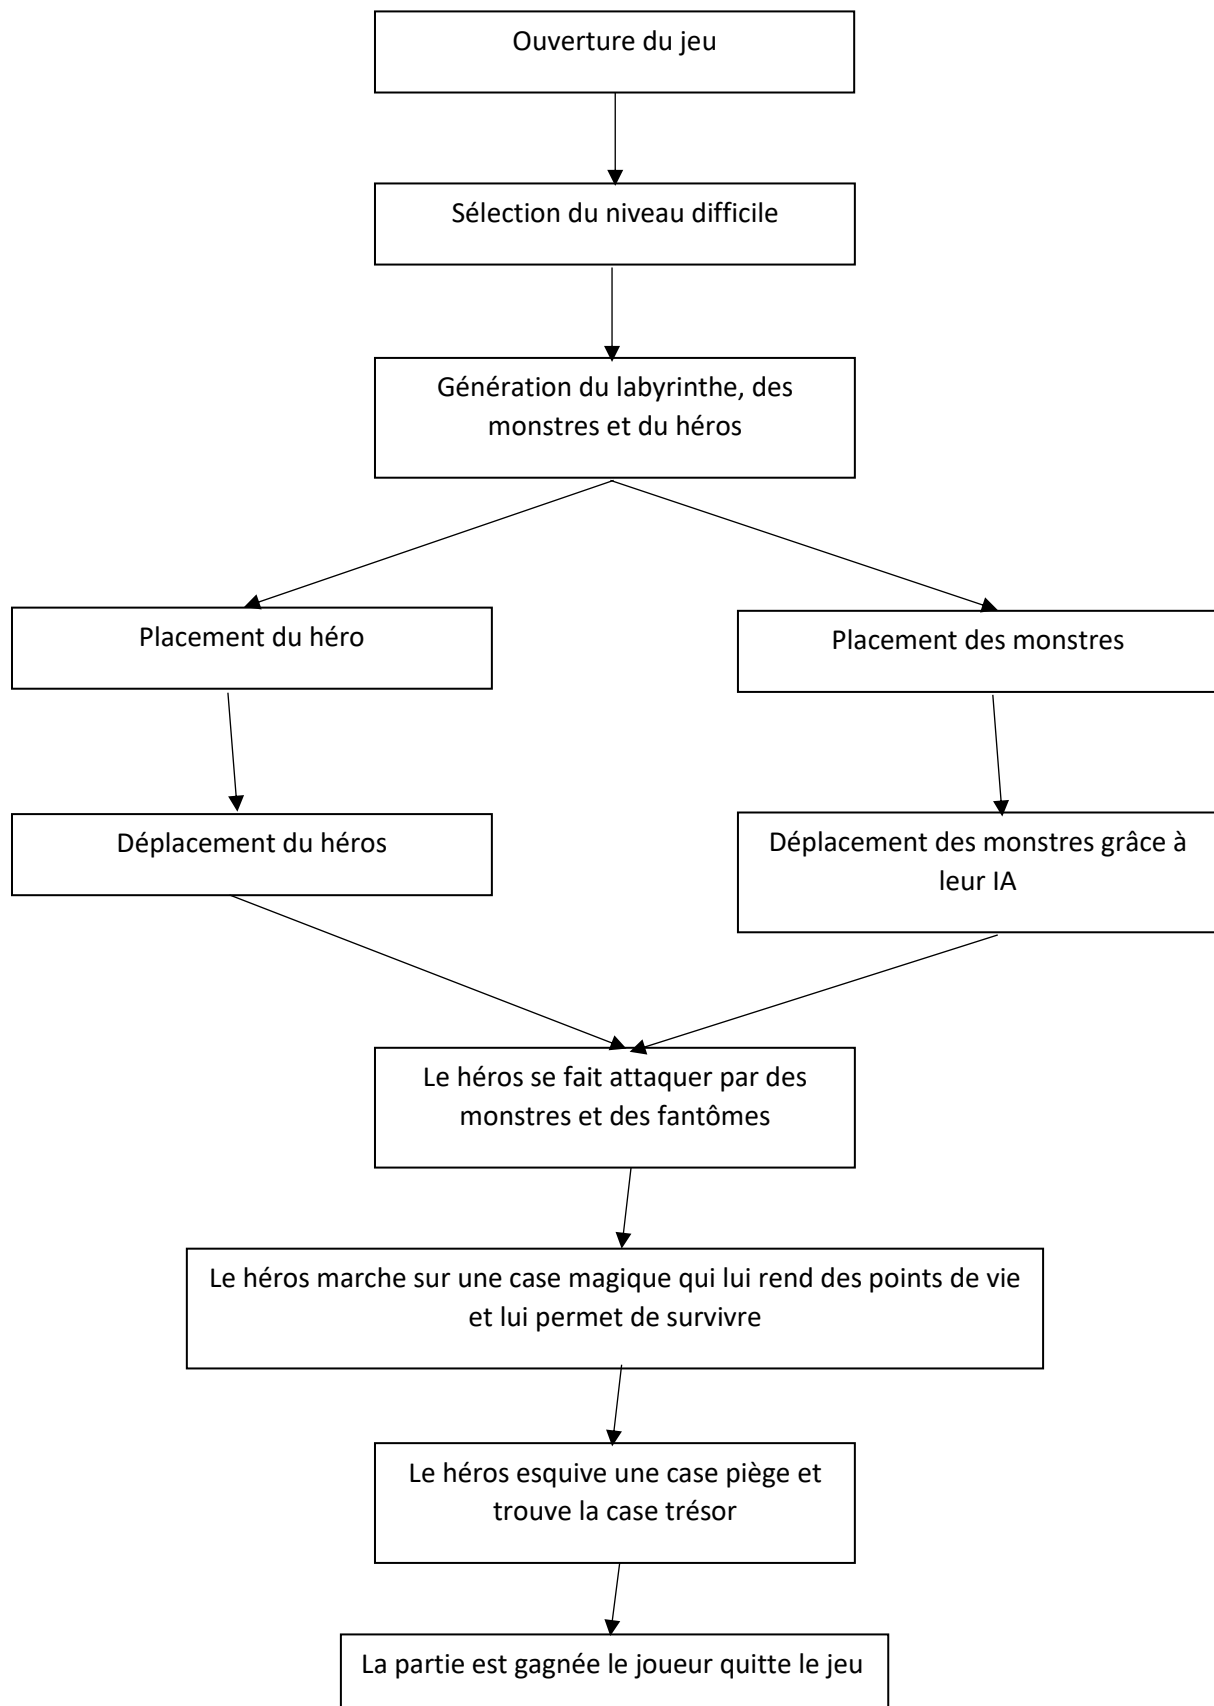 Ouverture du jeu
Sélection du niveau difficile
Génération du labyrinthe, des
monstres et du héros
Placement du héro
Placement des monstres
Déplacement du héros
Déplacement des monstres grâce à
leur IA
Le héros se fait attaquer par des
monstres et des fantômes
Le héros marche sur une case magique qui lui rend des points de vie
et lui permet de survivre
Le héros esquive une case piège et
trouve la case trésor
La partie est gagnée le joueur quitte le jeu